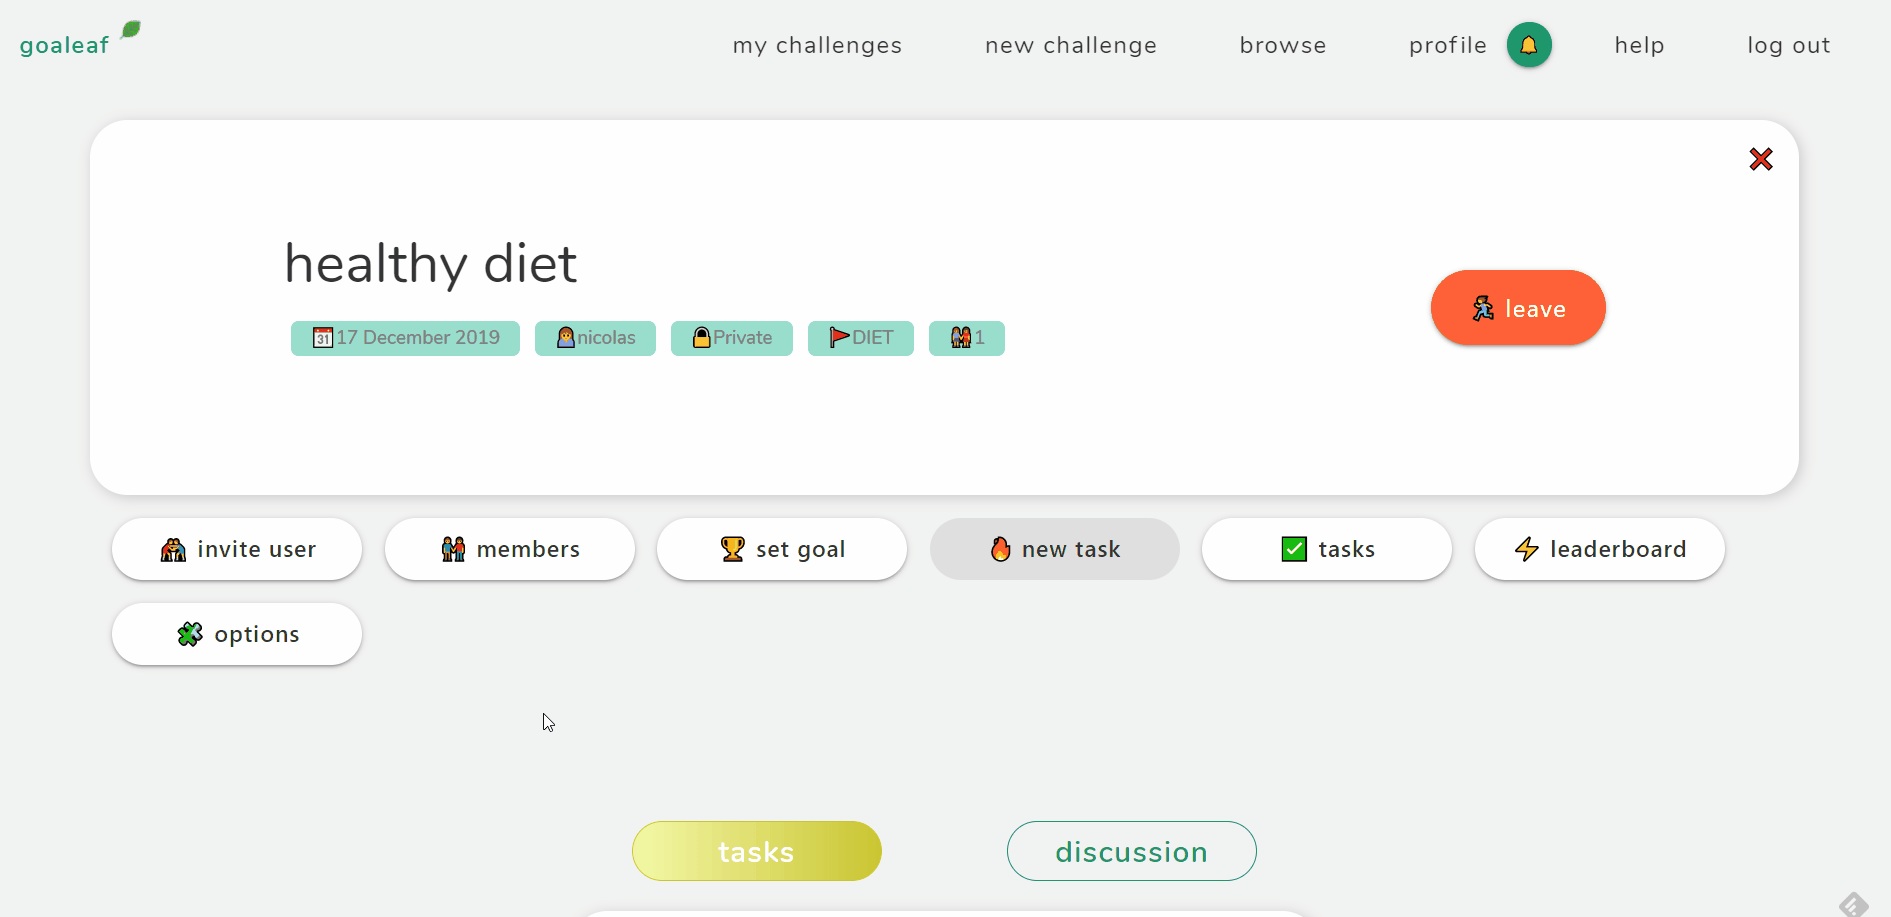 goaleaf
my challenges new challenge browse profile help log out
healthy diet
17 December 2019 nicolas Private DIET 1
leave
invite user members set goal new task tasks leaderboard
options
tasks discussion